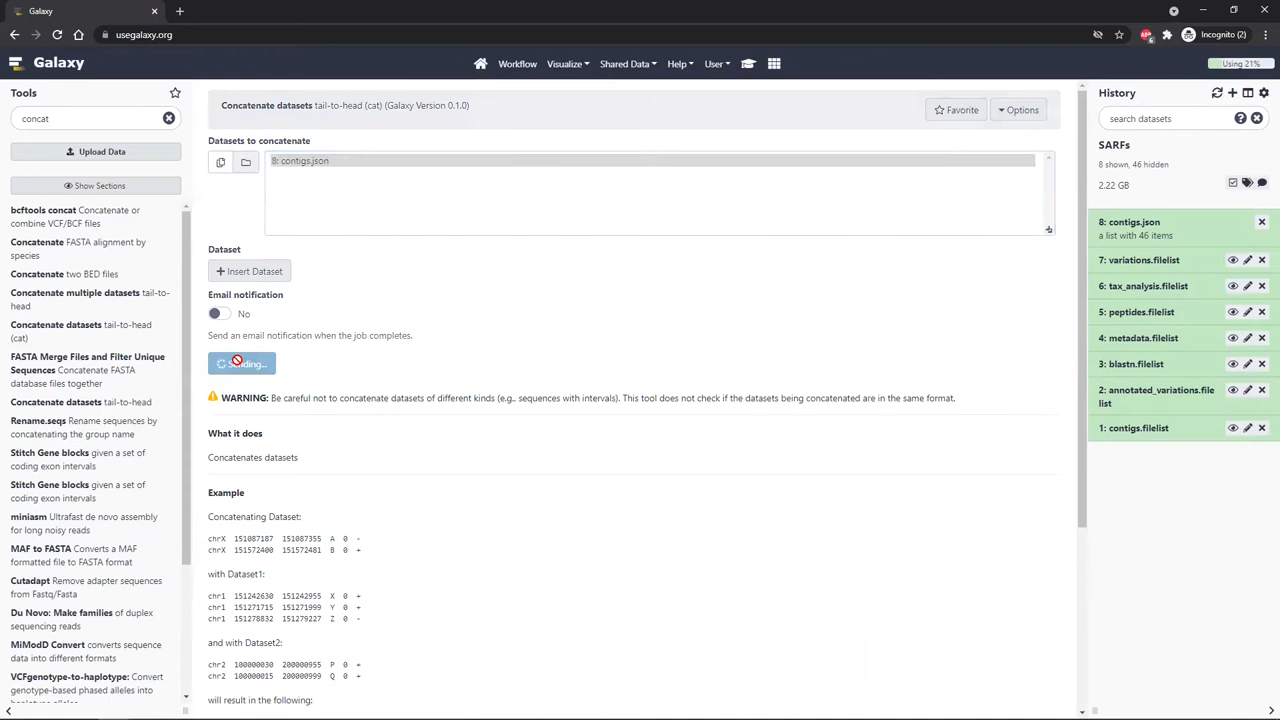 Galaxy
usegalaxy.org
6
Incognito (2)
Galaxy
Workflow Visualize Shared Data Help User
Using 21%
Tools
concat
Upload Data
Show Sections
bcftools concat Concatenate or
combine VCF/BCF files
Concatenate FASTA alignment by
species
Concatenate two BED files
Concatenate multiple datasets tail-to-
head
Concatenate datasets tail-to-head
(cat)
FASTA Merge Files and Filter Unique
Sequences Concatenate FASTA
database files together
Concatenate datasets tail-to-head
Rename.seqs Rename sequences by
concatenating the group name
Stitch Gene blocks given a set of
coding exon intervals
Stitch Gene blocks given a set of
coding exon intervals
miniasm Ultrafast de novo assembly
for long noisy reads
MAF to FASTA Converts a MAF
formatted file to FASTA format
Cutadapt Remove adapter sequences
from Fastq/Fasta
Du Novo: Make families of duplex
sequencing reads
MiModD Convert converts sequence
data into different formats
VCFgenotype-to-haplotype: Convert
genotype-based phased alleles into
Concatenate datasets tail-to-head (cat) (Galaxy Version 0.1.0)
Favorite
Options
Datasets to concatenate
8: contigs.json
Dataset
Insert Dataset
Email notification
No
Send an email notification when the job completes.
WARNING: Be careful not to concatenate datasets of different kinds (e.g., sequences with intervals). This tool does not check if the datasets being concatenated are in the same format.
What it does
Concatenates datasets
Example
Concatenating Dataset:
chrX 151087187 151087355 A 0 -
chrX 151572400 151572481 B 0 +
with Dataset1:
chr1 151242630 151242955 X 0 +
chr1 151271715 151271999 Y 0 +
chr1 151278832 151279227 Z 0 -
and with Dataset2:
chr2 100000030 200000955 P 0 +
chr2 100000015 200000999 Q 0 +
will result in the following:
History
search datasets
SARFs
8 shown, 46 hidden
2.22 GB
8: contigs.json
a list with 46 items
7: variations.filelist
6: tax_analysis.filelist
5: peptides.filelist
4: metadata.filelist
3: blastn.filelist
2: annotated_variations.file
list
1: contigs.filelist